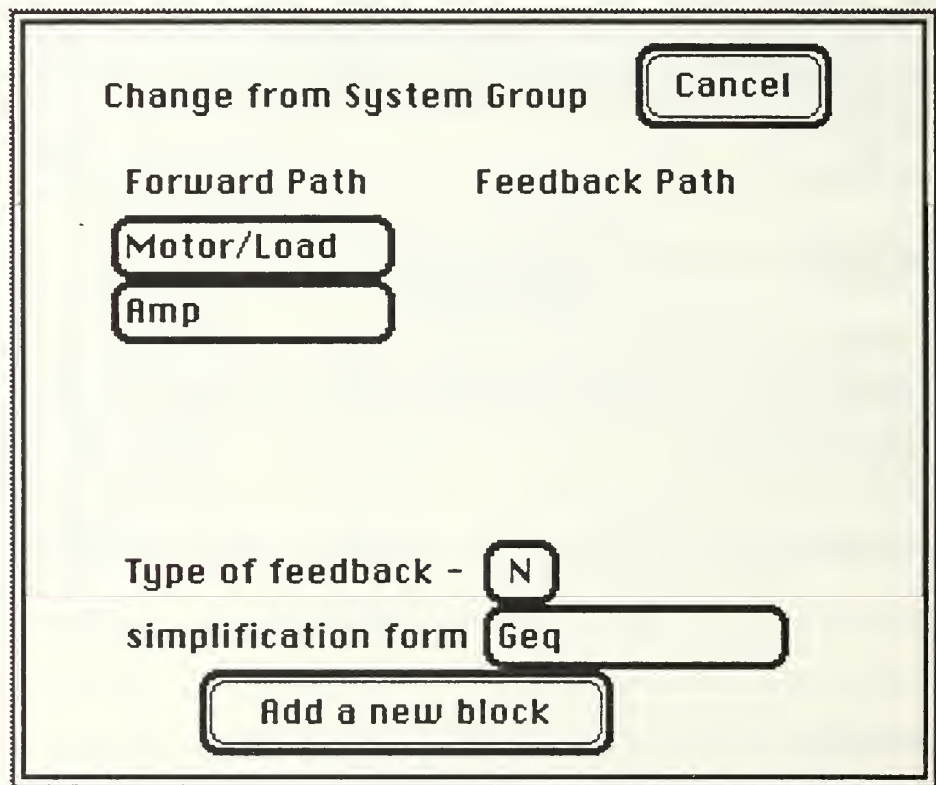 Change from System Group
Cancel
Forward Path
Feedback Path
Motor/Load
Amp
Type of feedback - N
simplification form Geq
Add a new block